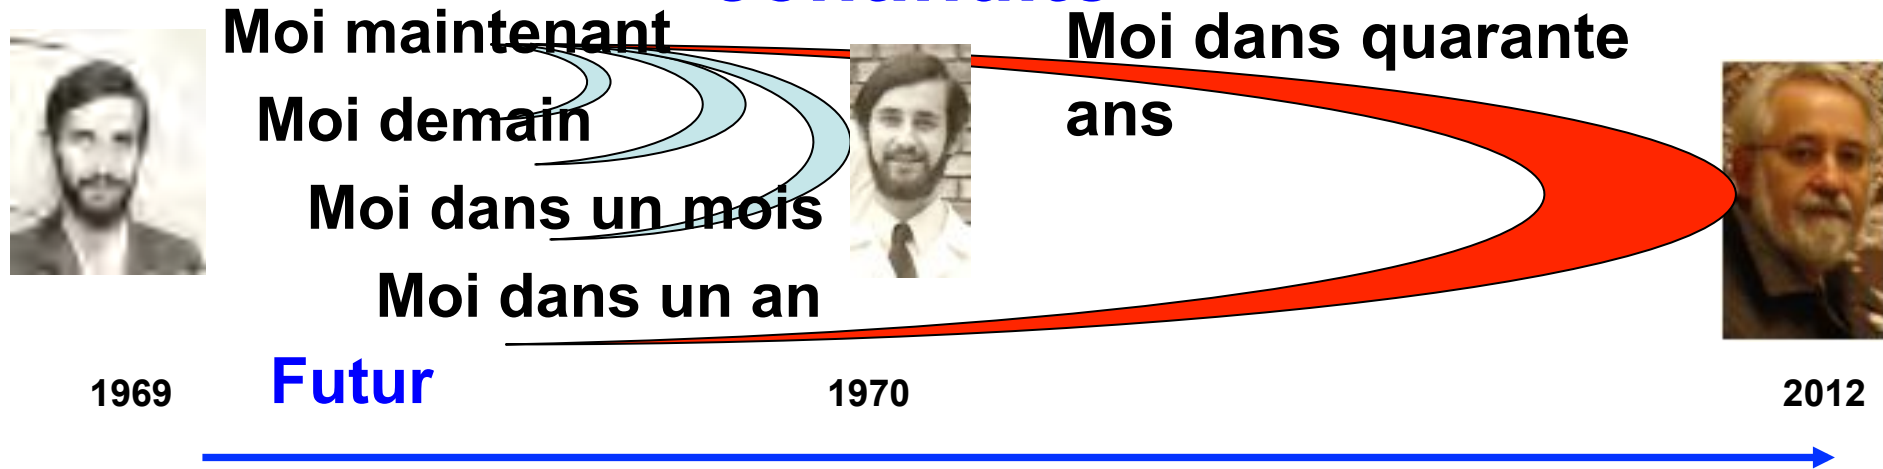 Moi maintenant
Moi dans quarante
ans
Moi demain
Moi dans un mois
Moi dans un an
Futur
1969
1970
2012